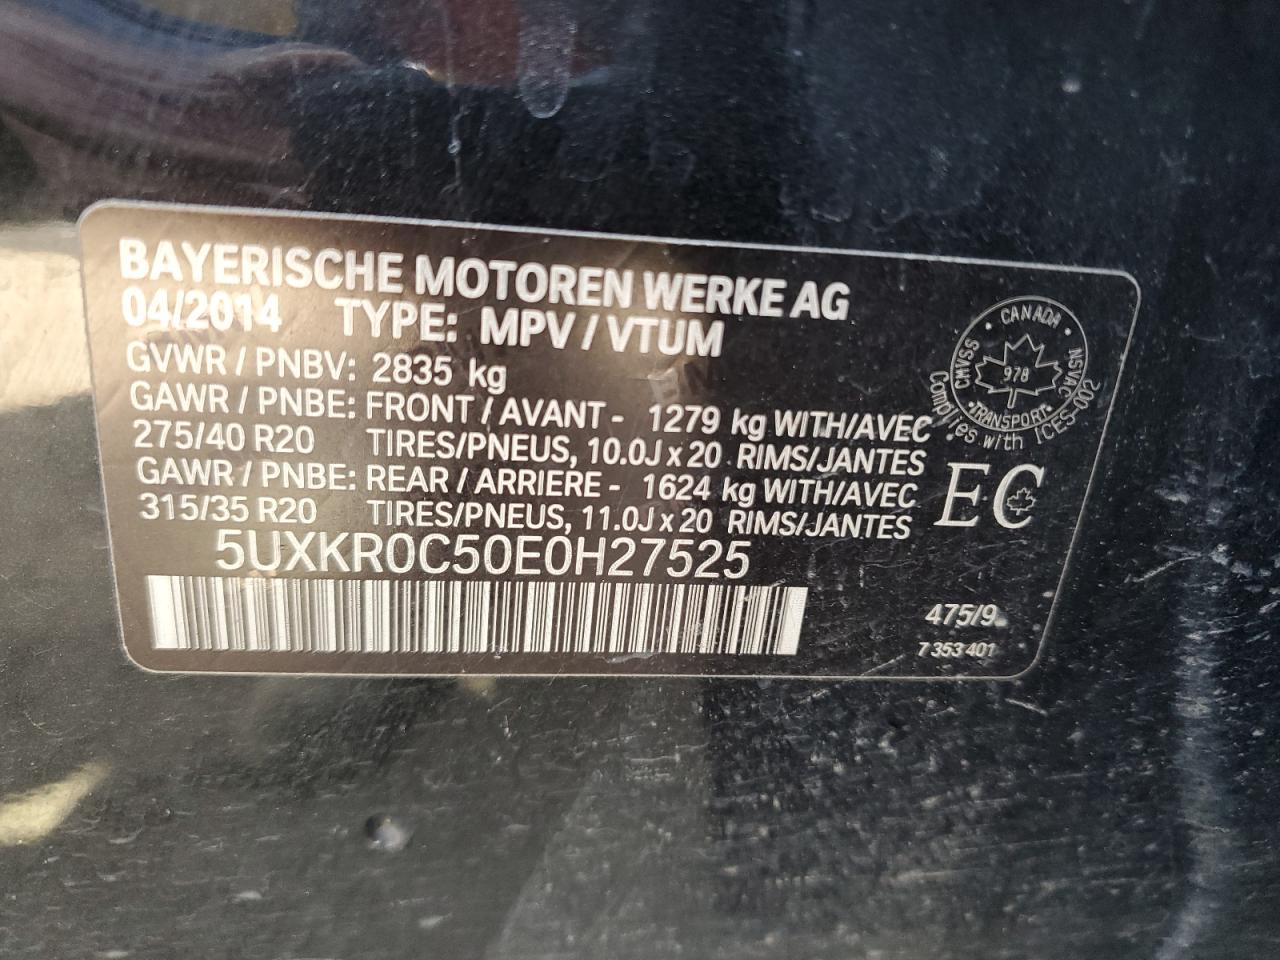 BAYERISCHE MOTOREN WERKE AG
04/2014 TYPE: MPV / VTUM
GVWR / PNBV: 2835 kg
GAWR / PNBE: FRONT / AVANT - 1279 kg WITH/AVEC
275/40 R20 TIRES/PNEUS, 10.0J x 20 RIMS/JANTES
GAWR / PNBE: REAR / ARRIERE - 1624 kg WITH/AVEC
315/35 R20 TIRES/PNEUS, 11.0J x 20 RIMS/JANTES
5UXKR0C50E0H27525
CANADA
CMVSS NSVAC
978
TRANSPORT
Complies with ICES-002
EC
475/9
7 353 401